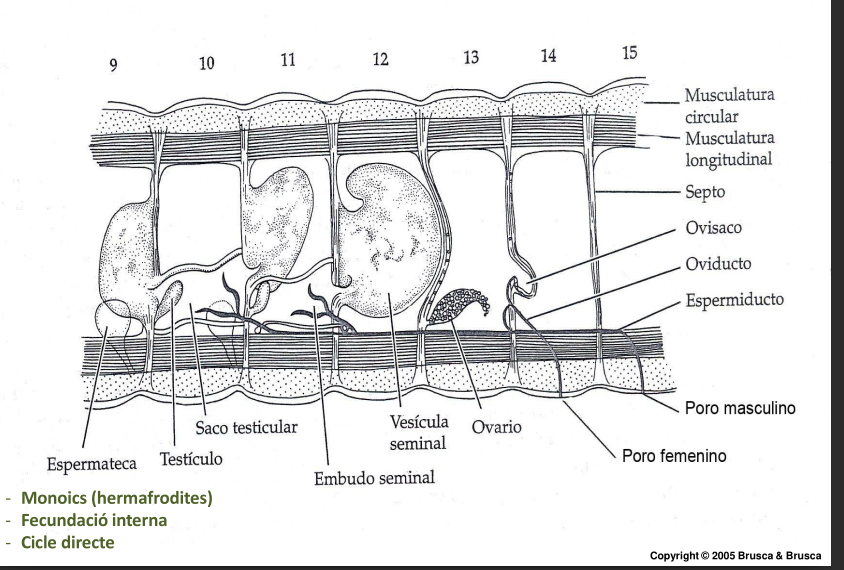 9 10 11 12 13 14 15
Musculatura
circular
Musculatura
longitudinal
Septo
Ovisaco
Oviducto
Espermiducto
Poro masculino
Poro femenino
Saco testicular
Vesícula
seminal
Ovario
Espermateca
Testículo
Embudo seminal
- Monoics (hermafrodites)
- Fecundació interna
- Cicle directe
Copyright © 2005 Brusca & Brusca